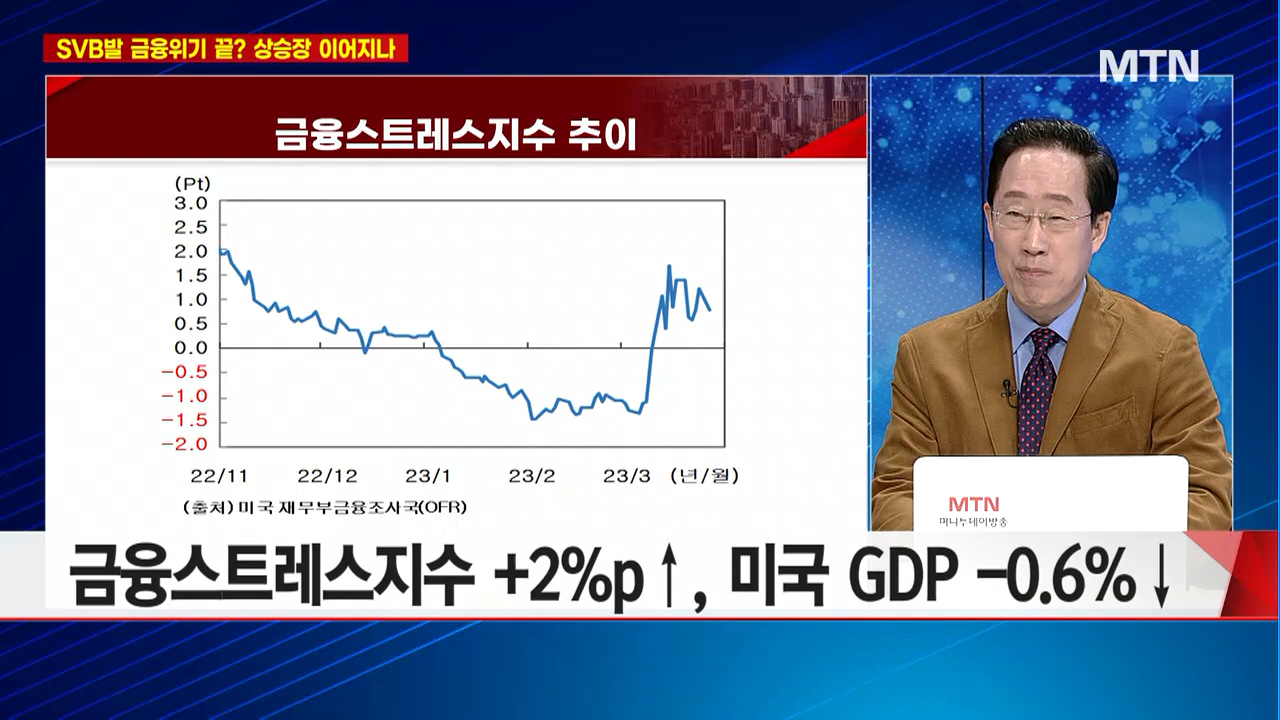 SVB발 금융위기 끝? 상승장 이어지나
MTN
금융스트레스지수 추이
(Pt)
3.0
2.5
2.0
1.5
1.0
0.5
0.0
-0.5
-1.0
-1.5
-2.0
22/11 22/12 23/1 23/2 23/3 (년/월)
(출처) 미국 재무부금융조사국(OFR)
MTN
머니투데이방송
금융스트레스지수 +2%p↑, 미국 GDP -0.6%↓